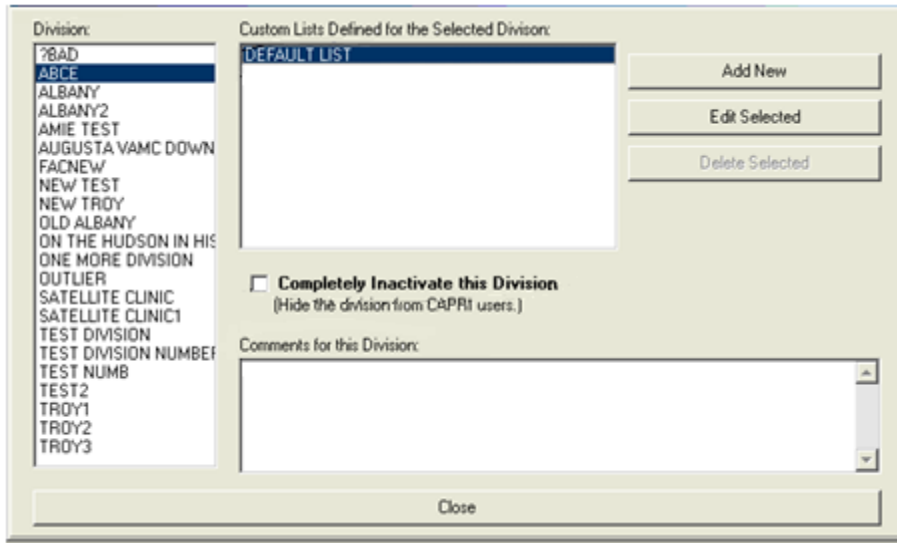 Division:
?BAD
ABCE
ALBANY
ALBANY2
AMIE TEST
AUGUSTA VAMC DOWN
FACNEW
NEW TEST
NEW TROY
OLD ALBANY
ON THE HUDSON IN HIS
ONE MORE DIVISION
OUTLIER
SATELLITE CLINIC
SATELLITE CLINIC1
TEST DIVISION
TEST DIVISION NUMBER
TEST NUMB
TEST2
TROY1
TROY2
TROY3
Custom Lists Defined for the Selected Divison:
DEFAULT LIST
Add New
Edit Selected
Delete Selected
Completely Inactivate this Division
(Hide the division from CAPRI users.)
Comments for this Division:
Close